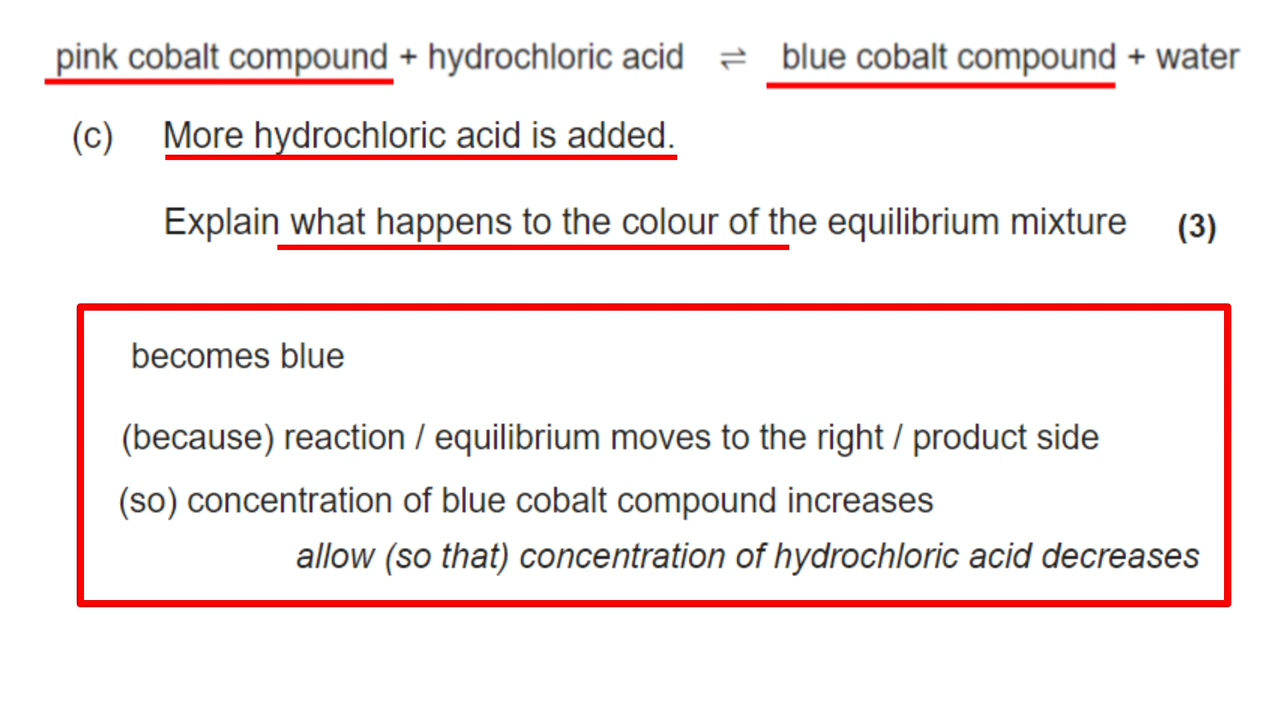 pink cobalt compound + hydrochloric acid ⇌ blue cobalt compound + water
(c) More hydrochloric acid is added.
Explain what happens to the colour of the equilibrium mixture (3)
becomes blue
(because) reaction / equilibrium moves to the right / product side
(so) concentration of blue cobalt compound increases
allow (so that) concentration of hydrochloric acid decreases